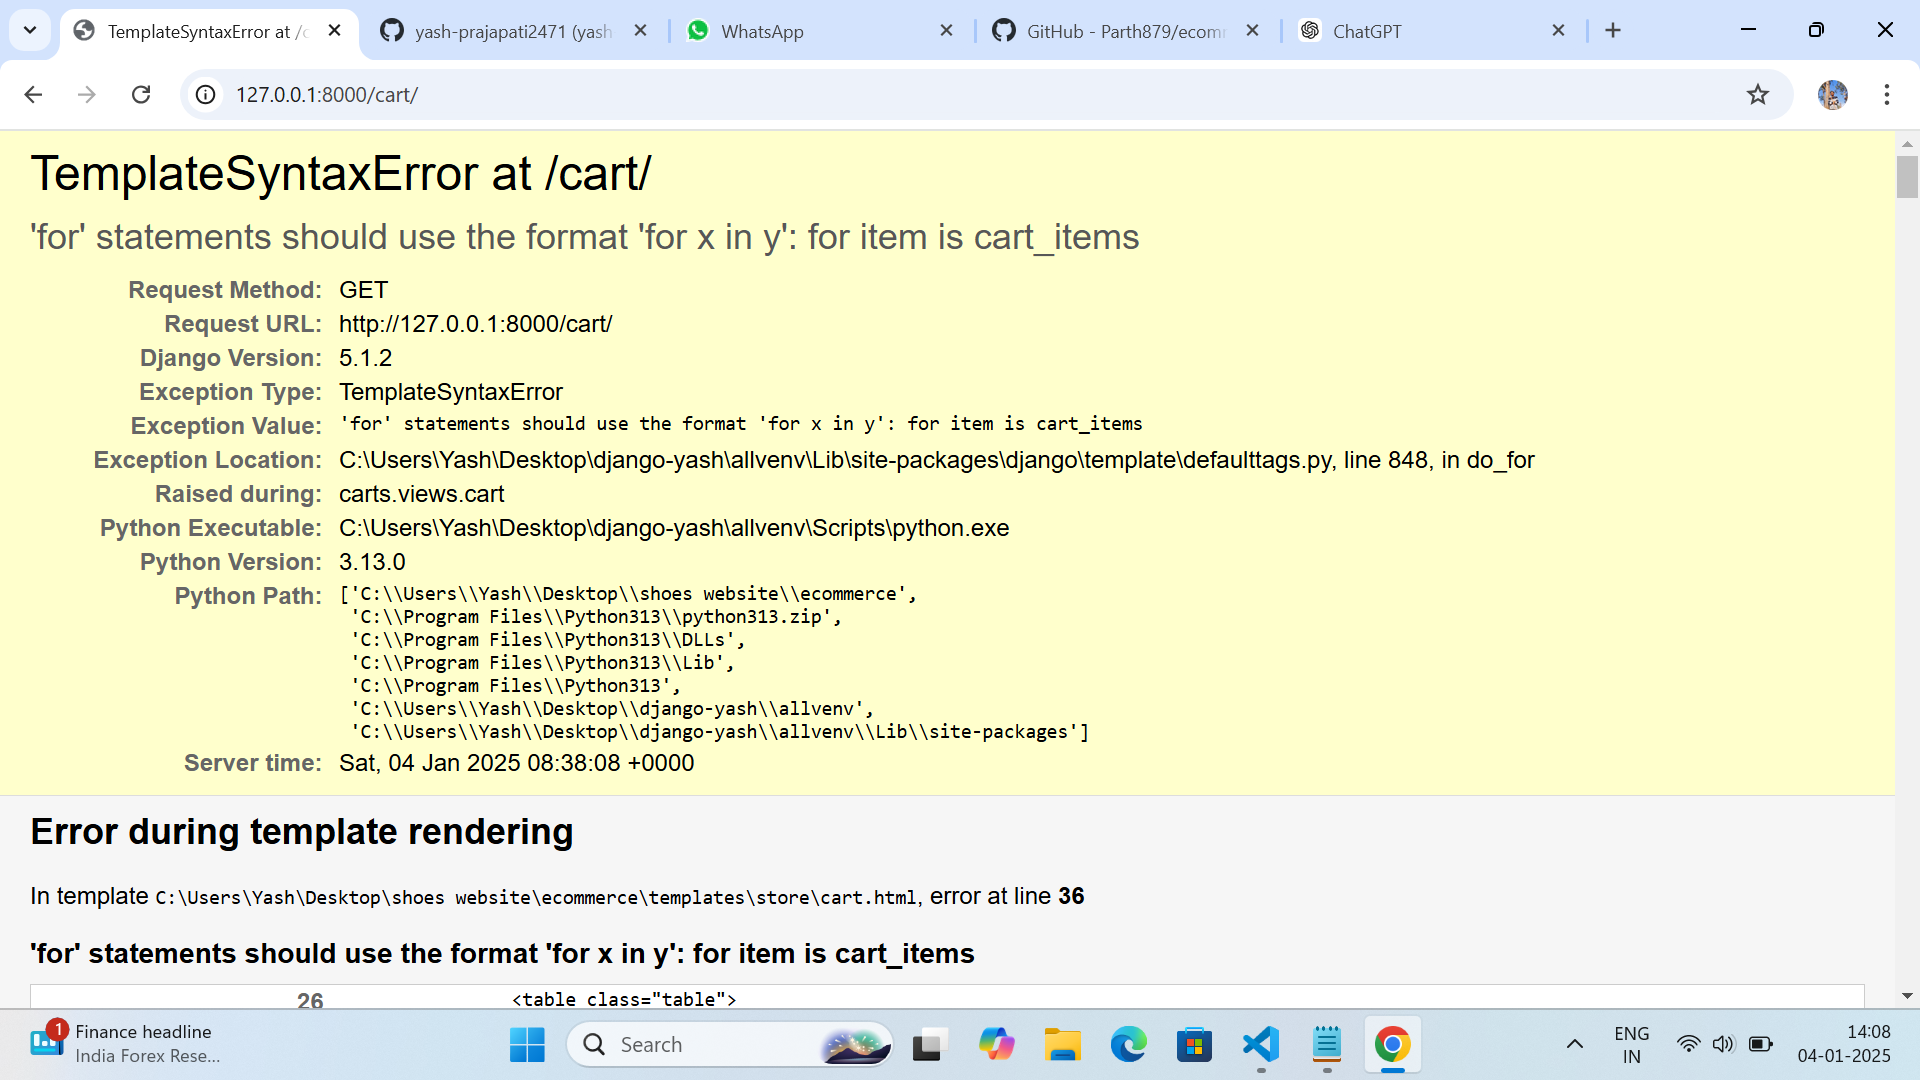 TemplateSyntaxError at /c
yash-prajapati2471 (yash
WhatsApp
GitHub - Parth879/ecom
ChatGPT
127.0.0.1:8000/cart/
TemplateSyntaxError at /cart/
'for' statements should use the format 'for x in y': for item is cart_items
Request Method: GET
Request URL: http://127.0.0.1:8000/cart/
Django Version: 5.1.2
Exception Type: TemplateSyntaxError
Exception Value: 'for' statements should use the format 'for x in y': for item is cart_items
Exception Location: C:\Users\Yash\Desktop\django-yash\allvenv\Lib\site-packages\django\template\defaulttags.py, line 848, in do_for
Raised during: carts.views.cart
Python Executable: C:\Users\Yash\Desktop\django-yash\allvenv\Scripts\python.exe
Python Version: 3.13.0
Python Path: ['C:\\Users\\Yash\\Desktop\\shoes website\\ecommerce',
'C:\\Program Files\\Python313\\python313.zip',
'C:\\Program Files\\Python313\\DLLs',
'C:\\Program Files\\Python313\\Lib',
'C:\\Program Files\\Python313',
'C:\\Users\\Yash\\Desktop\\django-yash\\allvenv',
'C:\\Users\\Yash\\Desktop\\django-yash\\allvenv\\Lib\\site-packages']
Server time: Sat, 04 Jan 2025 08:38:08 +0000
Error during template rendering
In template C:\Users\Yash\Desktop\shoes website\ecommerce\templates\store\cart.html, error at line 36
'for' statements should use the format 'for x in y': for item is cart_items
26 <table class="table">
1
Finance headline
India Forex Rese...
Search
ENG
IN
14:08
04-01-2025